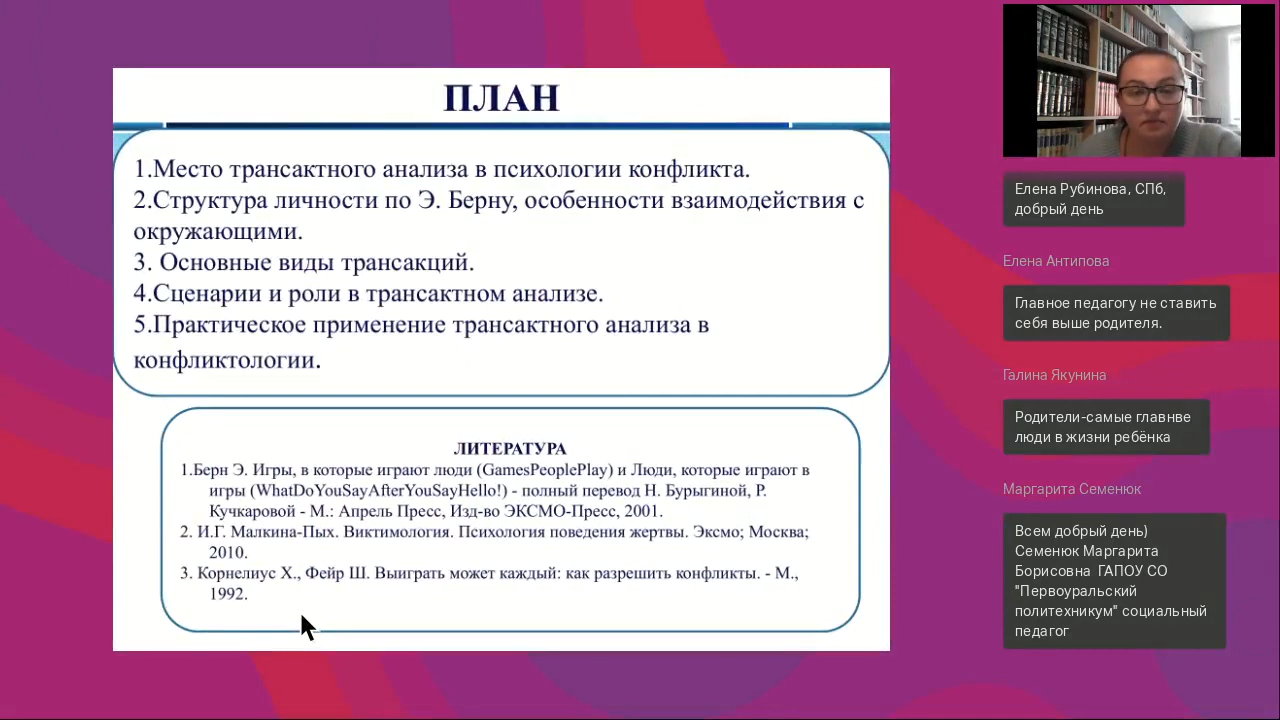 ПЛАН
1.Место трансактного анализа в психологии конфликта.
2.Структура личности по Э. Берну, особенности взаимодействия с
окружающими.
3. Основные виды трансакций.
4.Сценарии и роли в трансактном анализе.
5.Практическое применение трансактного анализа в
конфликтологии.
ЛИТЕРАТУРА
1.Берн Э. Игры, в которые играют люди (GamesPeoplePlay) и Люди, которые играют в
игры (WhatDoYouSayAfterYouSayHello!) - полный перевод Н. Бурыгиной, Р.
Кучкаровой - М.: Апрель Пресс, Изд-во ЭКСМО-Пресс, 2001.
2. И.Г. Малкина-Пых. Виктимология. Психология поведения жертвы. Эксмо; Москва;
2010.
3. Корнелиус Х., Фейр Ш. Выиграть может каждый: как разрешить конфликты. - М.,
1992.
Елена Рубинова, СПб,
добрый день
Елена Антипова
Главное педагогу не ставить
себя выше родителя.
Галина Якунина
Родители-самые главнве
люди в жизни ребёнка
Маргарита Семенюк
Всем добрый день)
Семенюк Маргарита
Борисовна ГАПОУ СО
"Первоуральский
политехникум" социальный
педагог